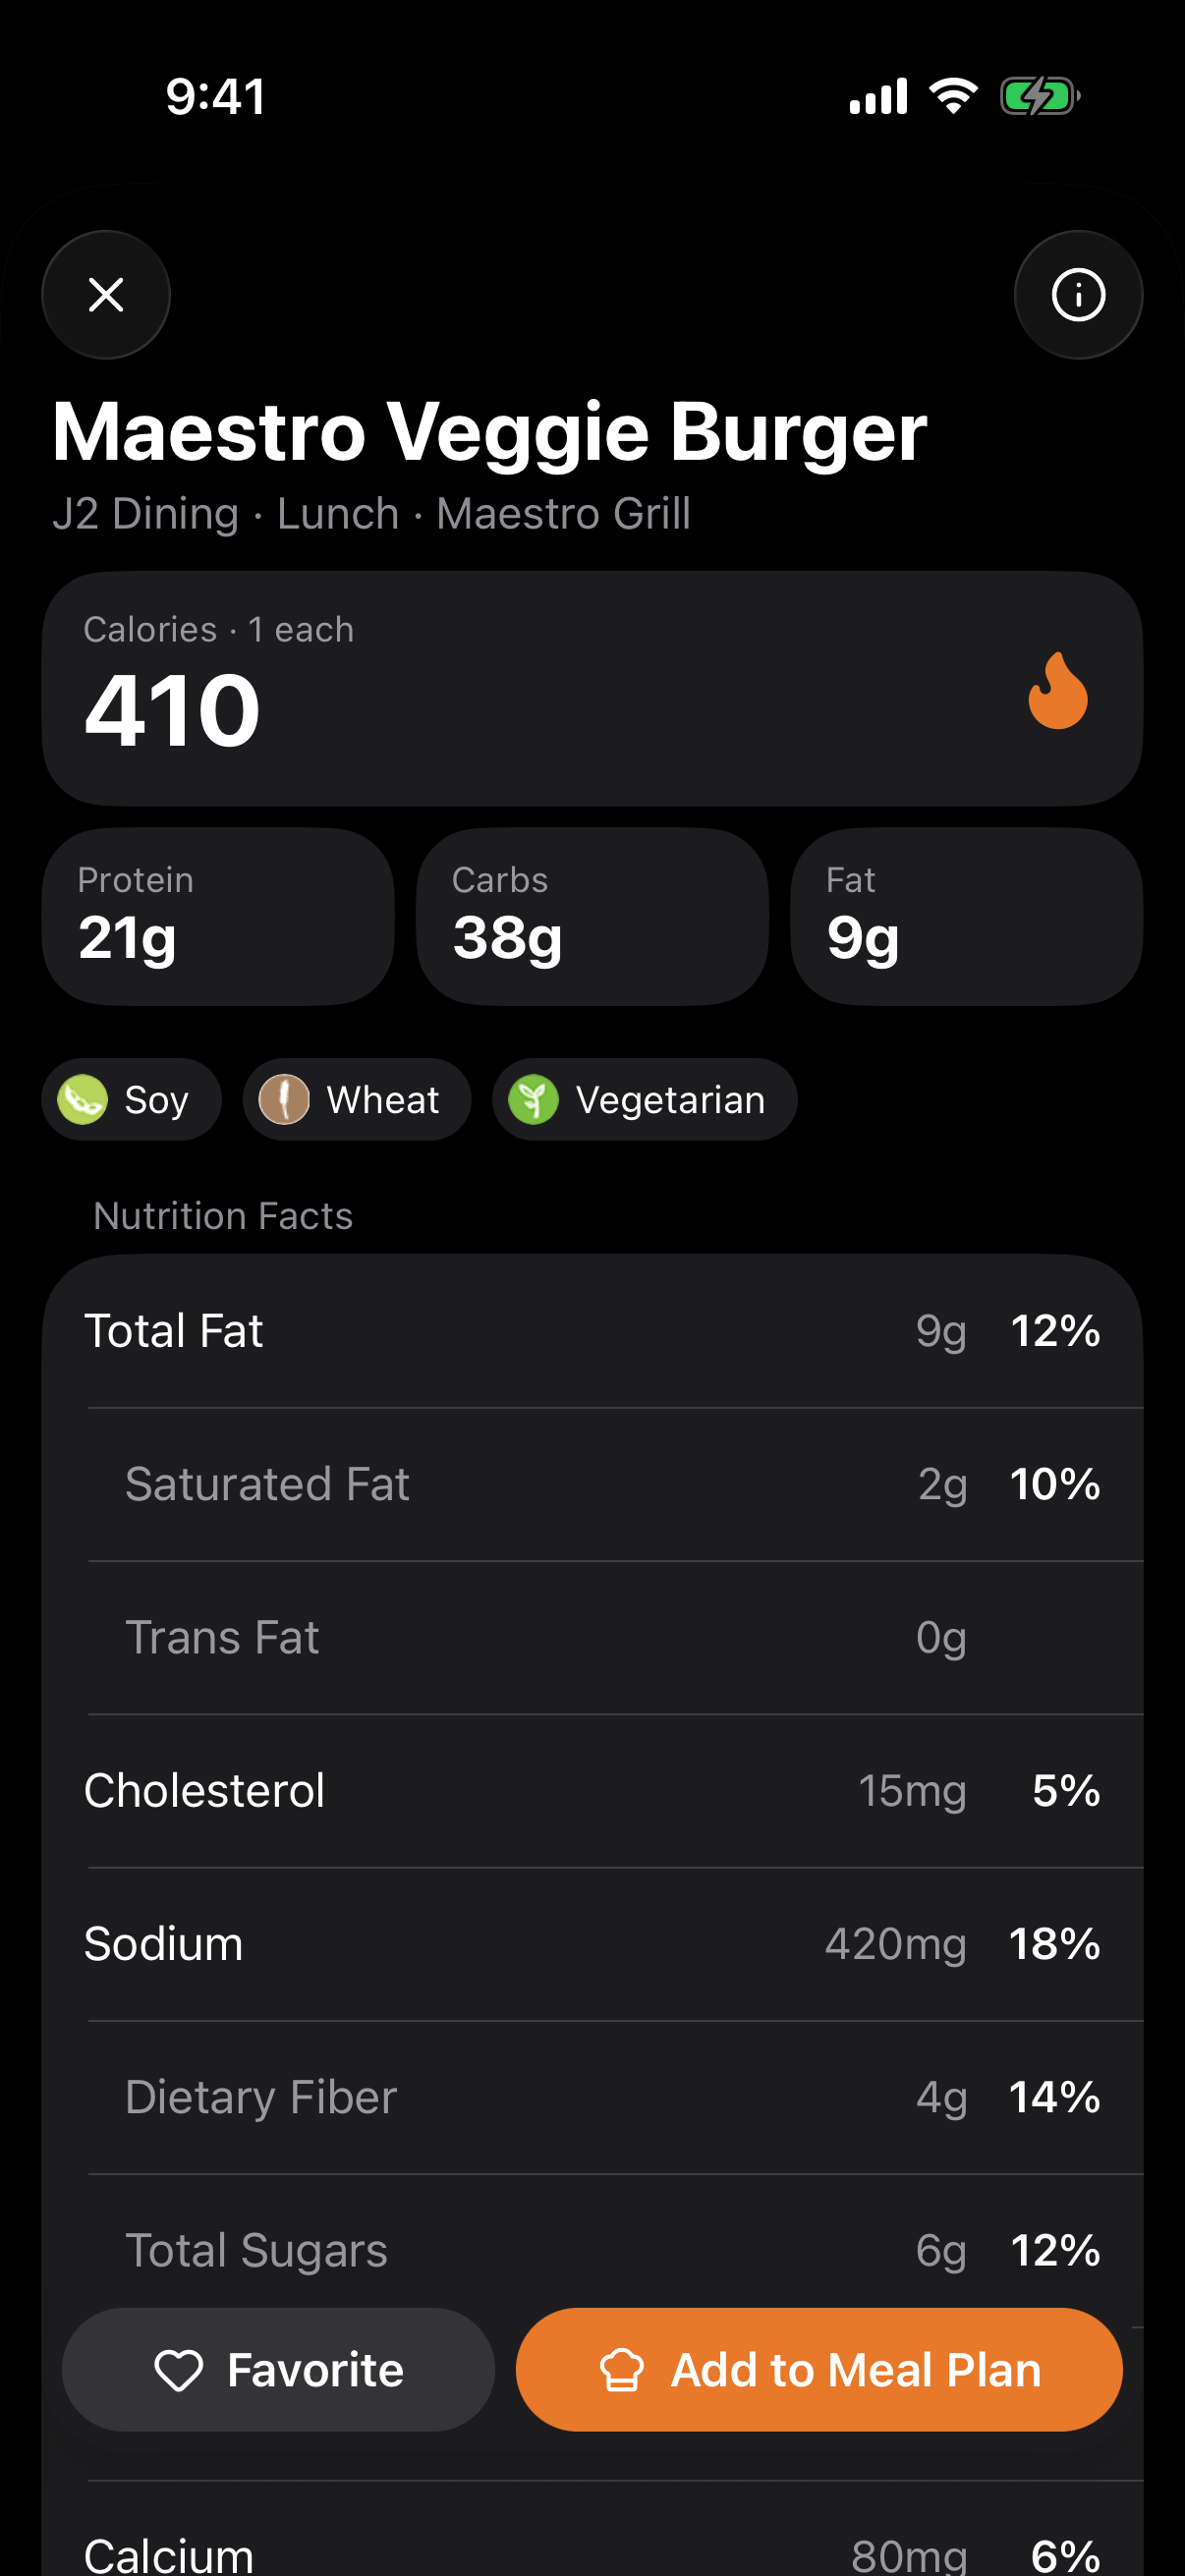 9:41
Maestro Veggie Burger
J2 Dining · Lunch · Maestro Grill
Calories · 1 each
410
Protein
21g
Carbs
38g
Fat
9g
Soy
Wheat
Vegetarian
Nutrition Facts
Total Fat 9g 12%
Saturated Fat 2g 10%
Trans Fat 0g
Cholesterol 15mg 5%
Sodium 420mg 18%
Dietary Fiber 4g 14%
Total Sugars 6g 12%
Favorite
Add to Meal Plan
Calcium 80mg 6%